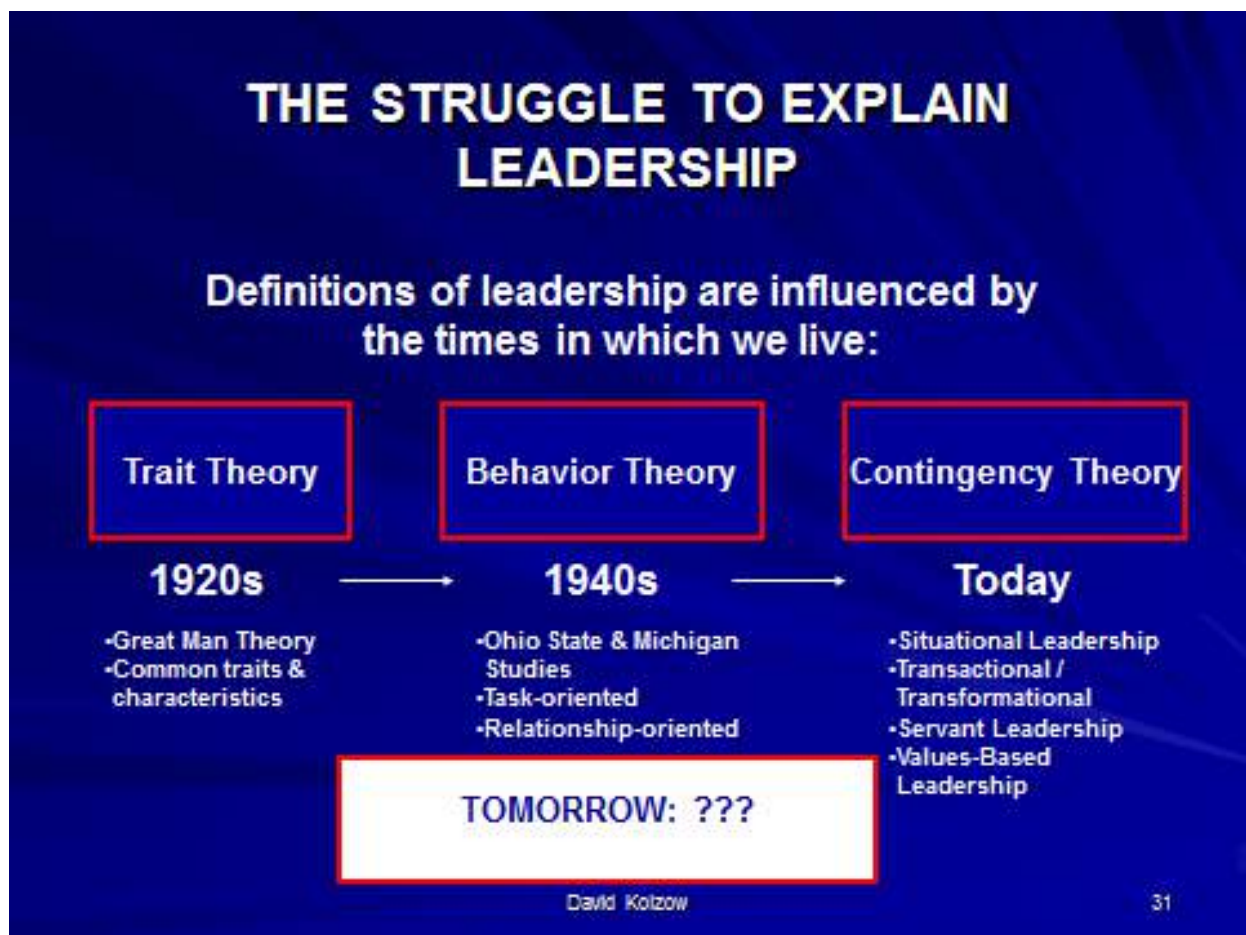 THE STRUGGLE TO EXPLAIN
LEADERSHIP
Definitions of leadership are influenced by
the times in which we live:
Trait Theory
Behavior Theory
Contingency Theory
1920s
1940s
Today
•Great Man Theory
•Common traits &
characteristics
•Ohio State & Michigan
Studies
•Task-oriented
•Relationship-oriented
•Situational Leadership
•Transactional /
Transformational
•Servant Leadership
•Values-Based
Leadership
TOMORROW: ???
David Kolzow
31